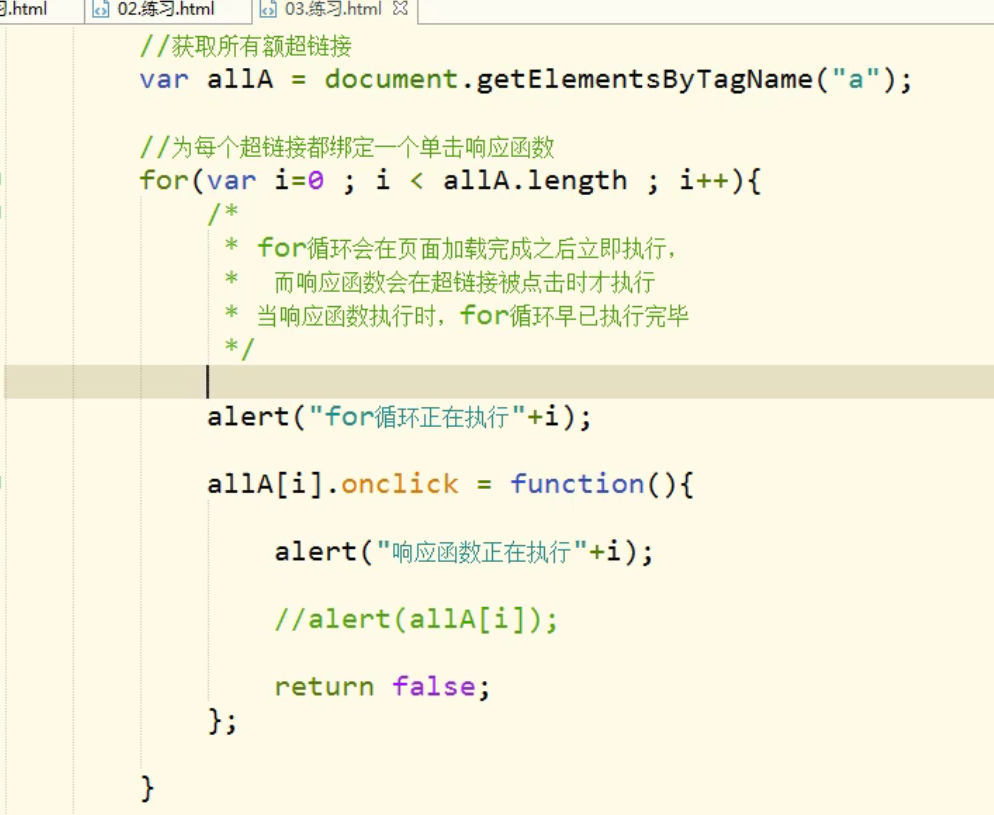 习.html 02.练习.html 03.练习.html
//获取所有额超链接
var allA = document.getElementsByTagName("a");
//为每个超链接都绑定一个单击响应函数
for(var i=0 ; i < allA.length ; i++){
/*
* for循环会在页面加载完成之后立即执行，
* 而响应函数会在超链接被点击时才执行
* 当响应函数执行时，for循环早已执行完毕
*/
alert("for循环正在执行"+i);
allA[i].onclick = function(){
alert("响应函数正在执行"+i);
//alert(allA[i]);
return false;
};
}